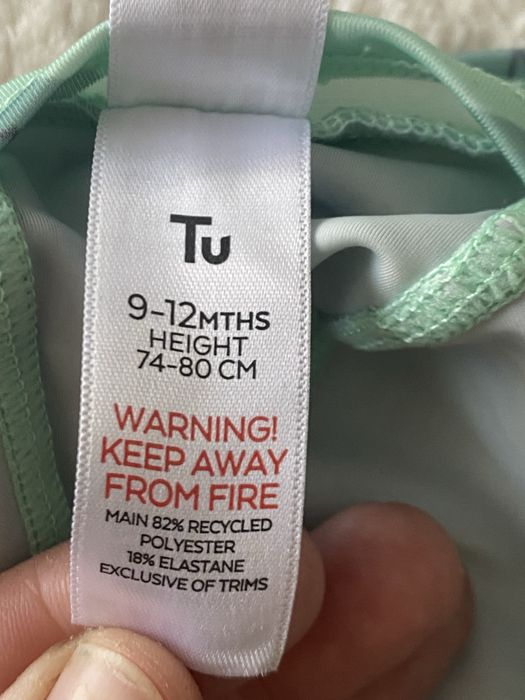 Tu
9-12MTHS
HEIGHT
74-80 CM
WARNING!
KEEP AWAY
FROM FIRE
MAIN 82% RECYCLED
POLYESTER
18% ELASTANE
EXCLUSIVE OF TRIMS